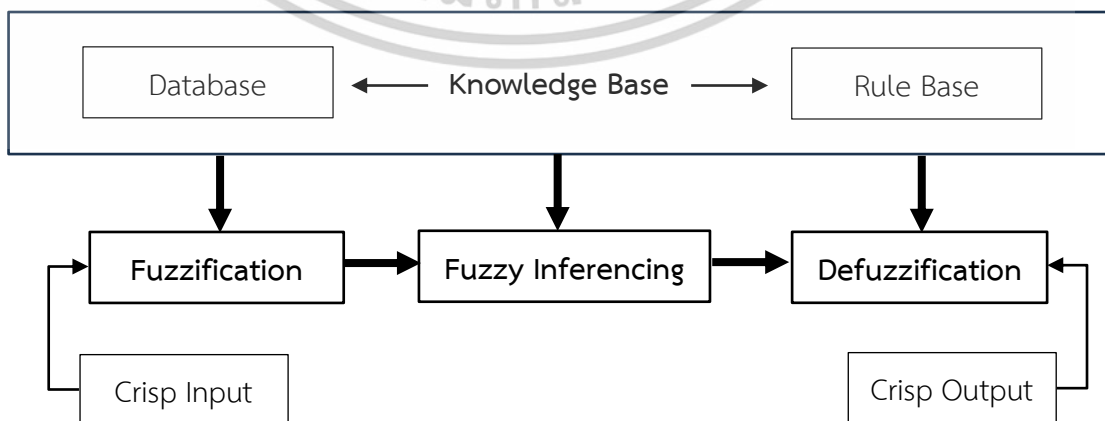 Database
Knowledge Base
Rule Base
Fuzzification
Fuzzy Inferencing
Defuzzification
Crisp Input
Crisp Output